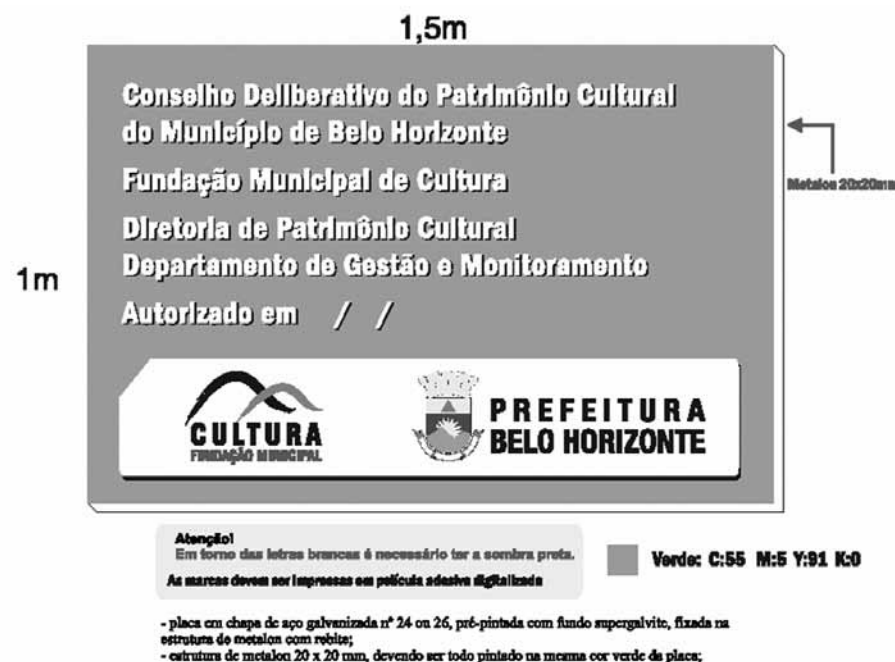 1,5m
Conselho Deliberativo do Patrimônio Cultural
do Município de Belo Horizonte
Fundação Municipal de Cultura
Diretoria de Patrimônio Cultural
Departamento de Gestão e Monitoramento
Autorizado em / /
1m
Metalon 20x20mm
CULTURA
FUNDAÇÃO MUNICIPAL
PREFEITURA
BELO HORIZONTE
Atenção!
Em torno das letras brancas é necessário ter a sombra preta.
As marcas devem ser impressas em película adesiva digitalizada
Verde: C:55 M:5 Y:91 K:0
- placa em chapa de aço galvanizada nº 24 ou 26, pré-pintada com fundo supergalvite, fixada na
estrutura de metalon com rebite;
- estrutura de metalon 20 x 20 mm, devendo ser todo pintado na mesma cor verde da placa;